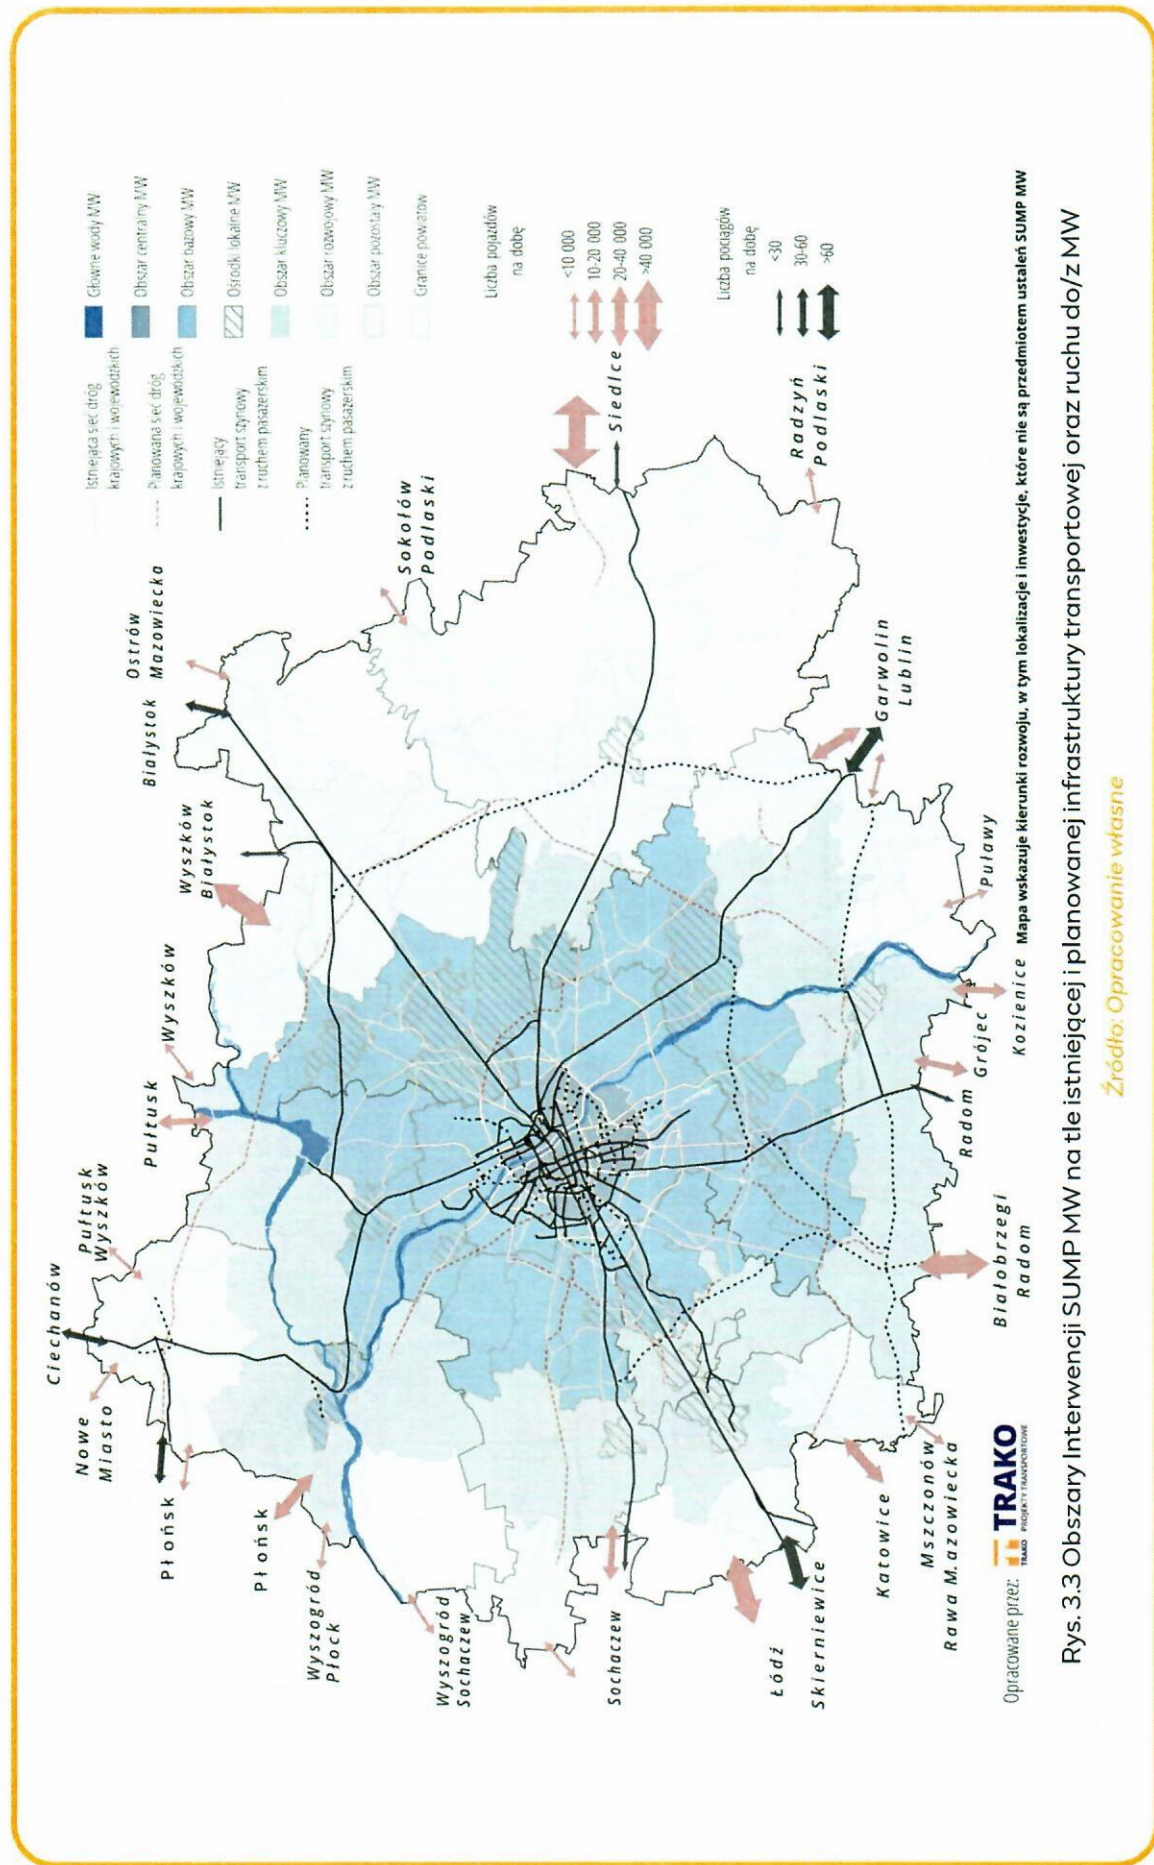 Ciechanów
Nowe
Miasto
Pułtusk
Wyszków
Pułtusk
Wyszków
Wyszków
Białystok
Białystok
Ostrów
Mazowiecka
Sokołów
Podlaski
Siedlce
Radzyń
Podlaski
Garwolin
Lublin
Puławy
Kozienice
Grójec
Radom
Białobrzegi
Radom
Mszczonów
Rawa Mazowiecka
Katowice
Skierniewice
Łódź
Sochaczew
Wyszogród
Sochaczew
Wyszogród
Płock
Płońsk
Płońsk
Istniejąca sieć dróg
krajowych i wojewódzkich
Planowana sieć dróg
krajowych i wojewódzkich
Istniejący
transport szynowy
z ruchem pasażerskim
Planowany
transport szynowy
z ruchem pasażerskim
Główne wody MW
Obszar centralny MW
Obszar bazowy MW
Ośrodki lokalne MW
Obszar kluczowy MW
Obszar rozwojowy MW
Obszar pozostały MW
Granice powiatów
Liczba pojazdów
na dobę
<10 000
10-20 000
20-40 000
>40 000
Liczba pociągów
na dobę
<30
30-60
>60
Opracowane przez:
TRAKO
TRAKO PROJEKTY TRANSPORTOWE
Mapa wskazuje kierunki rozwoju, w tym lokalizacje i inwestycje, które nie są przedmiotem ustaleń SUMP MW
Rys. 3.3 Obszary Interwencji SUMP MW na tle istniejącej i planowanej infrastruktury transportowej oraz ruchu do/z MW
Źródło: Opracowanie własne